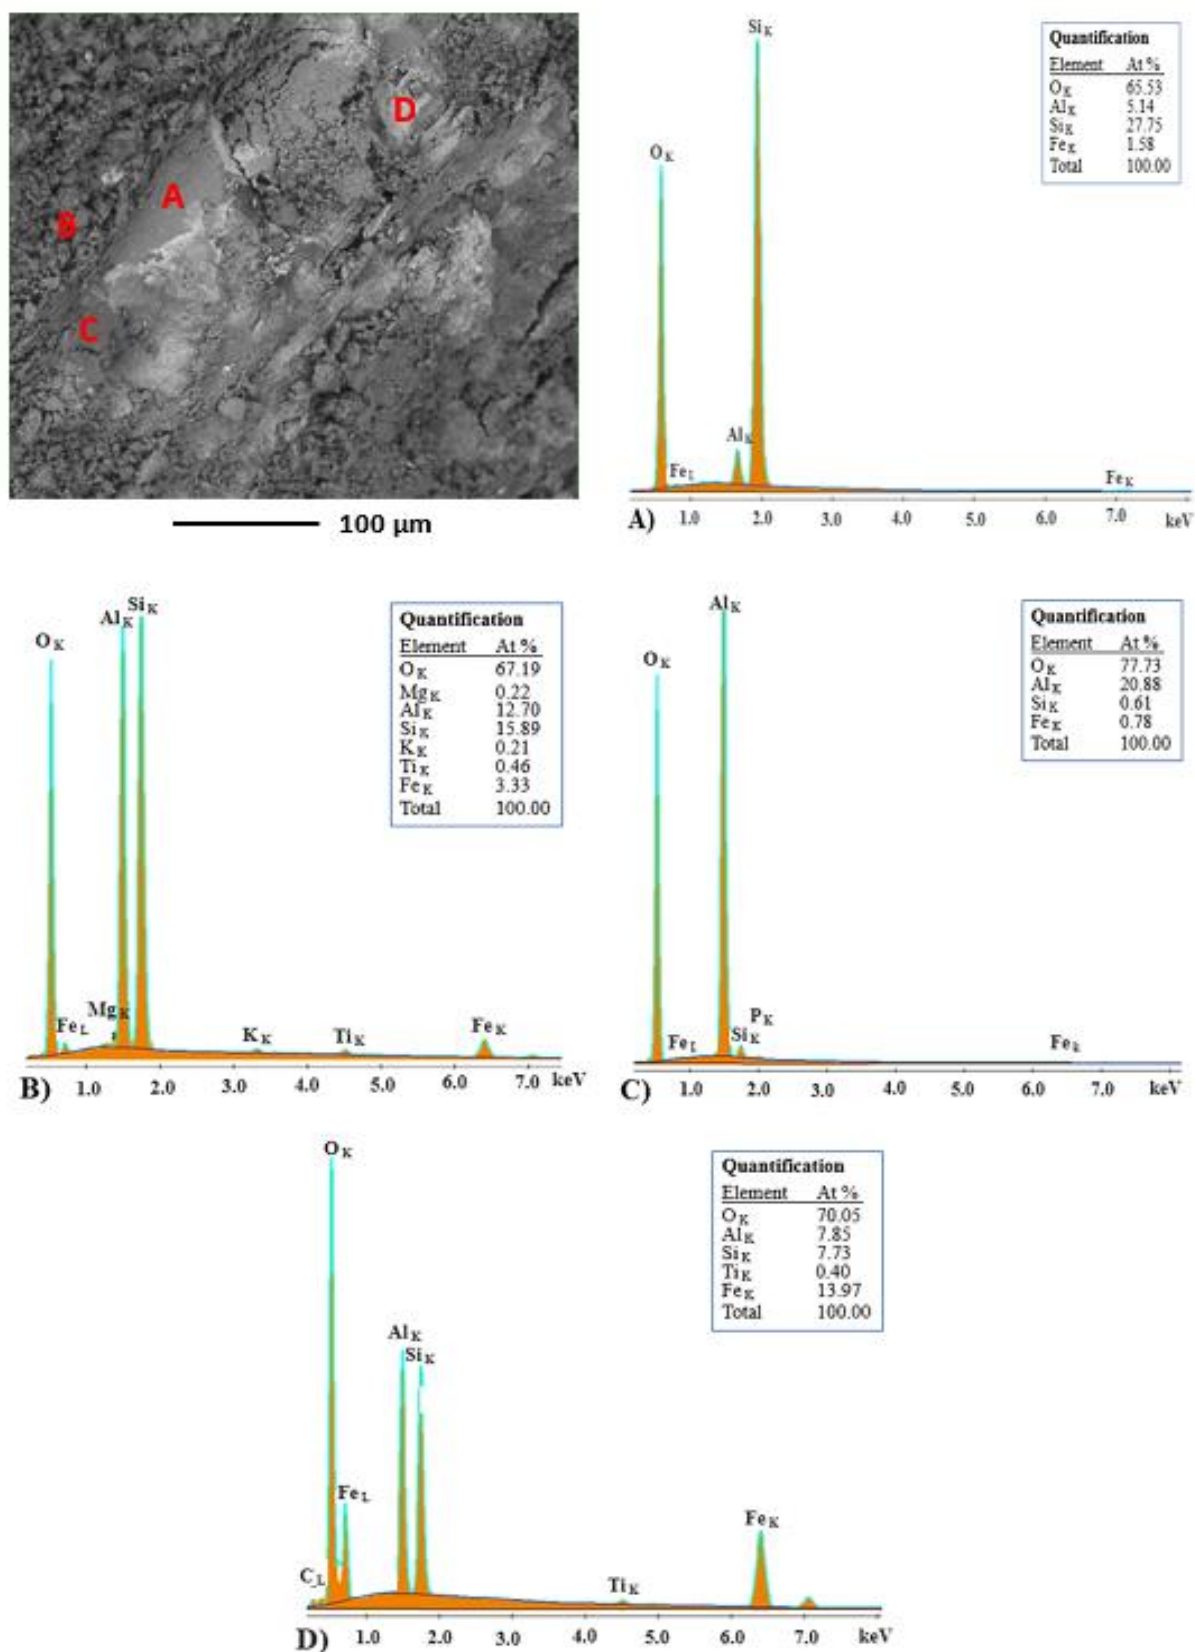 A
B
C
D
100 µm
Si K
O K
Al K
Fe L
Fe K
1.0 2.0 3.0 4.0 5.0 6.0 7.0 keV
A)
Quantification
Element At %
O K 65.53
Al K 5.14
Si K 27.75
Fe K 1.58
Total 100.00
O K
Al K
Si K
Fe L
Mg K
K K
Ti K
Fe K
1.0 2.0 3.0 4.0 5.0 6.0 7.0 keV
B)
Quantification
Element At %
O K 67.19
Mg K 0.22
Al K 12.70
Si K 15.89
K K 0.21
Ti K 0.46
Fe K 3.33
Total 100.00
Al K
O K
Fe L
Si K
P K
Fe k
1.0 2.0 3.0 4.0 5.0 6.0 7.0 keV
C)
Quantification
Element At %
O K 77.73
Al K 20.88
Si K 0.61
Fe K 0.78
Total 100.00
O K
Al K
Si K
Fe L
C_L
Ti K
Fe K
1.0 2.0 3.0 4.0 5.0 6.0 7.0 keV
D)
Quantification
Element At %
O K 70.05
Al K 7.85
Si K 7.73
Ti K 0.40
Fe K 13.97
Total 100.00